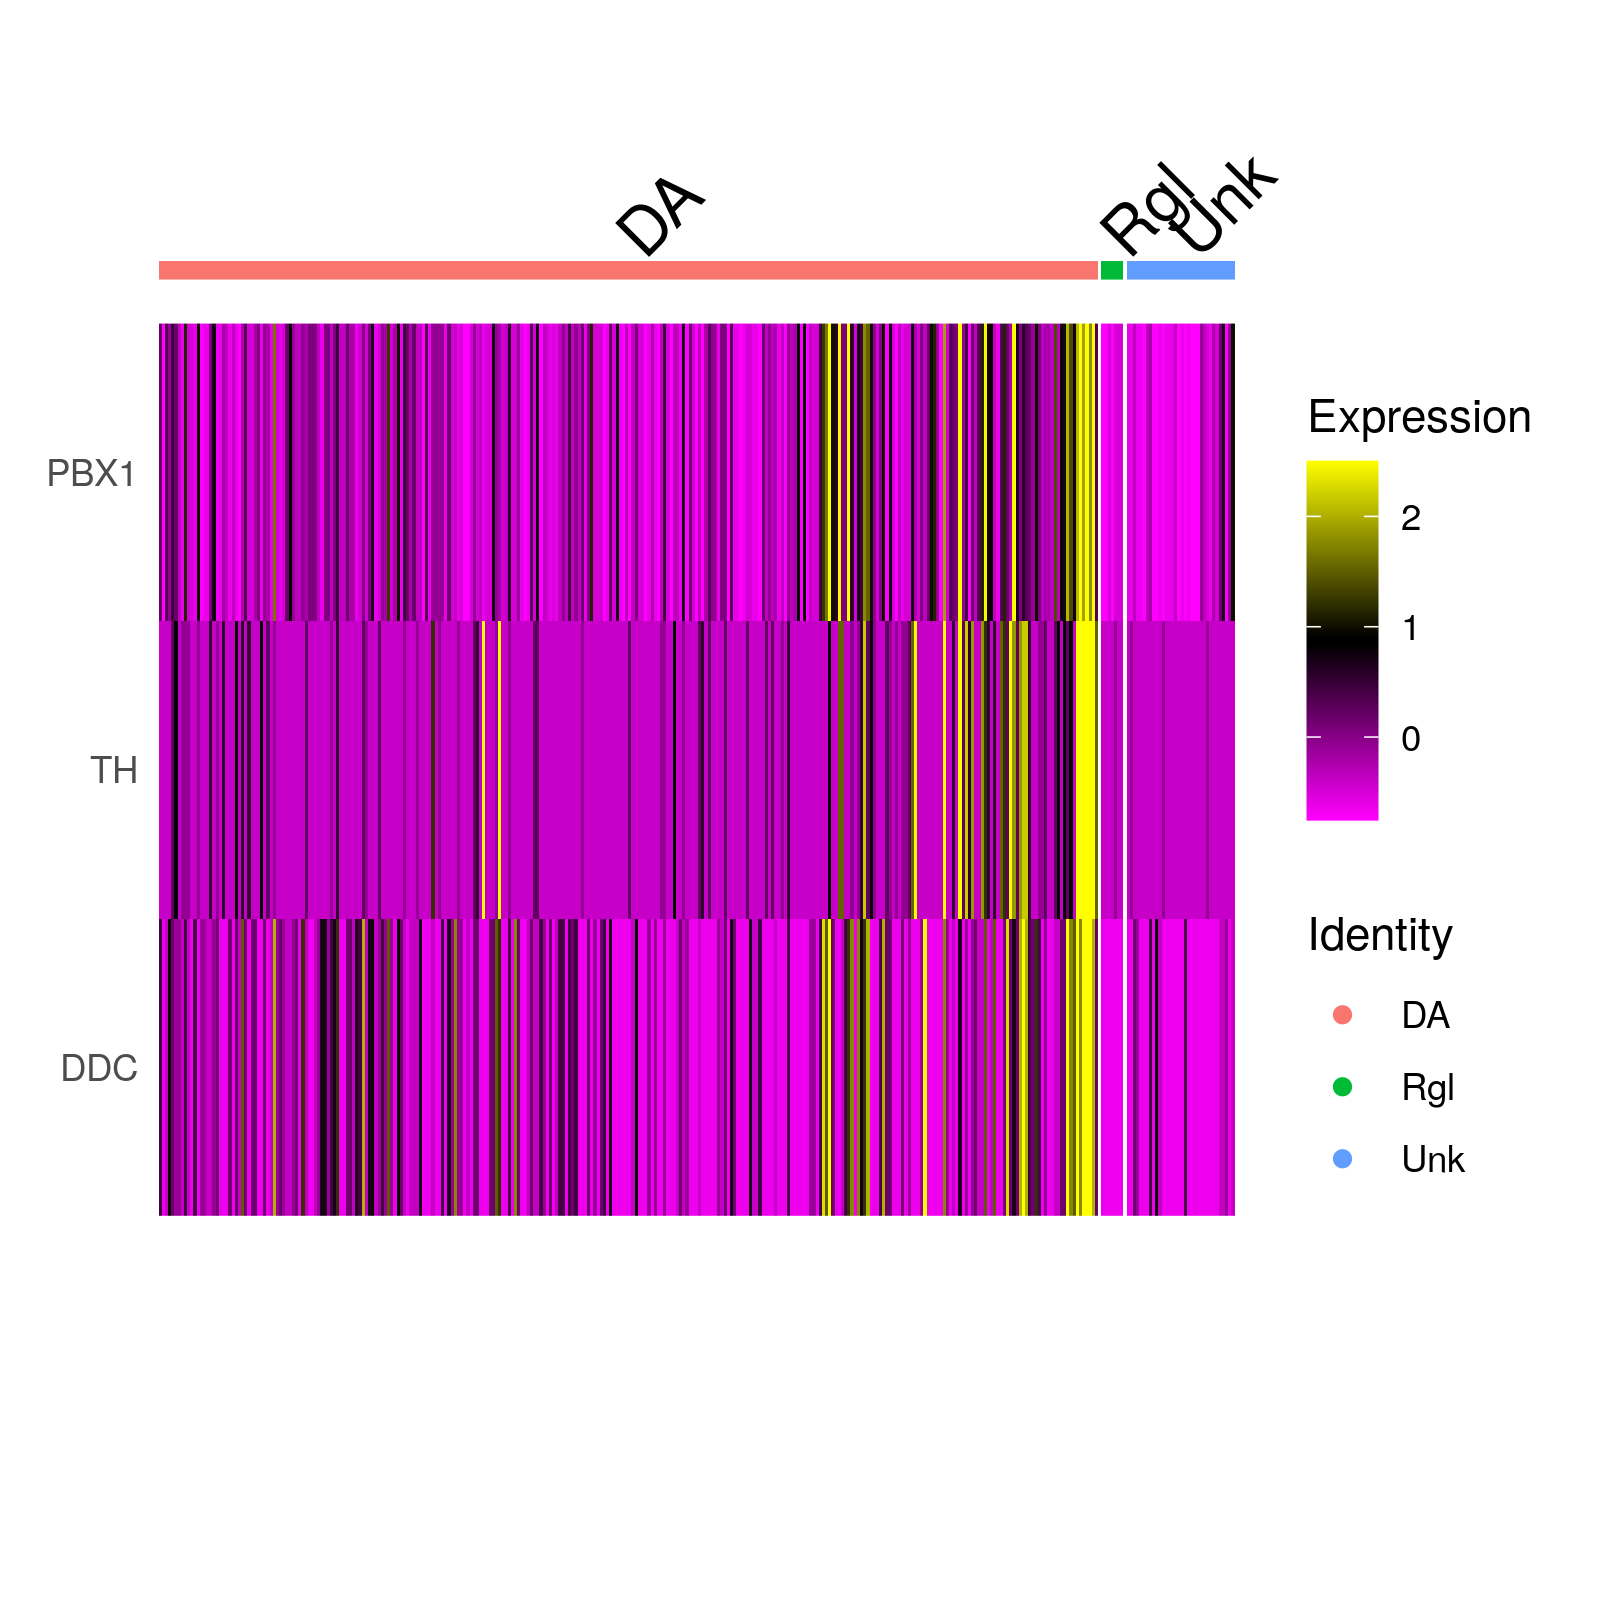 DA
Rgl
Unk
PBX1
TH
DDC
Expression
2
1
0
Identity
DA
Rgl
Unk